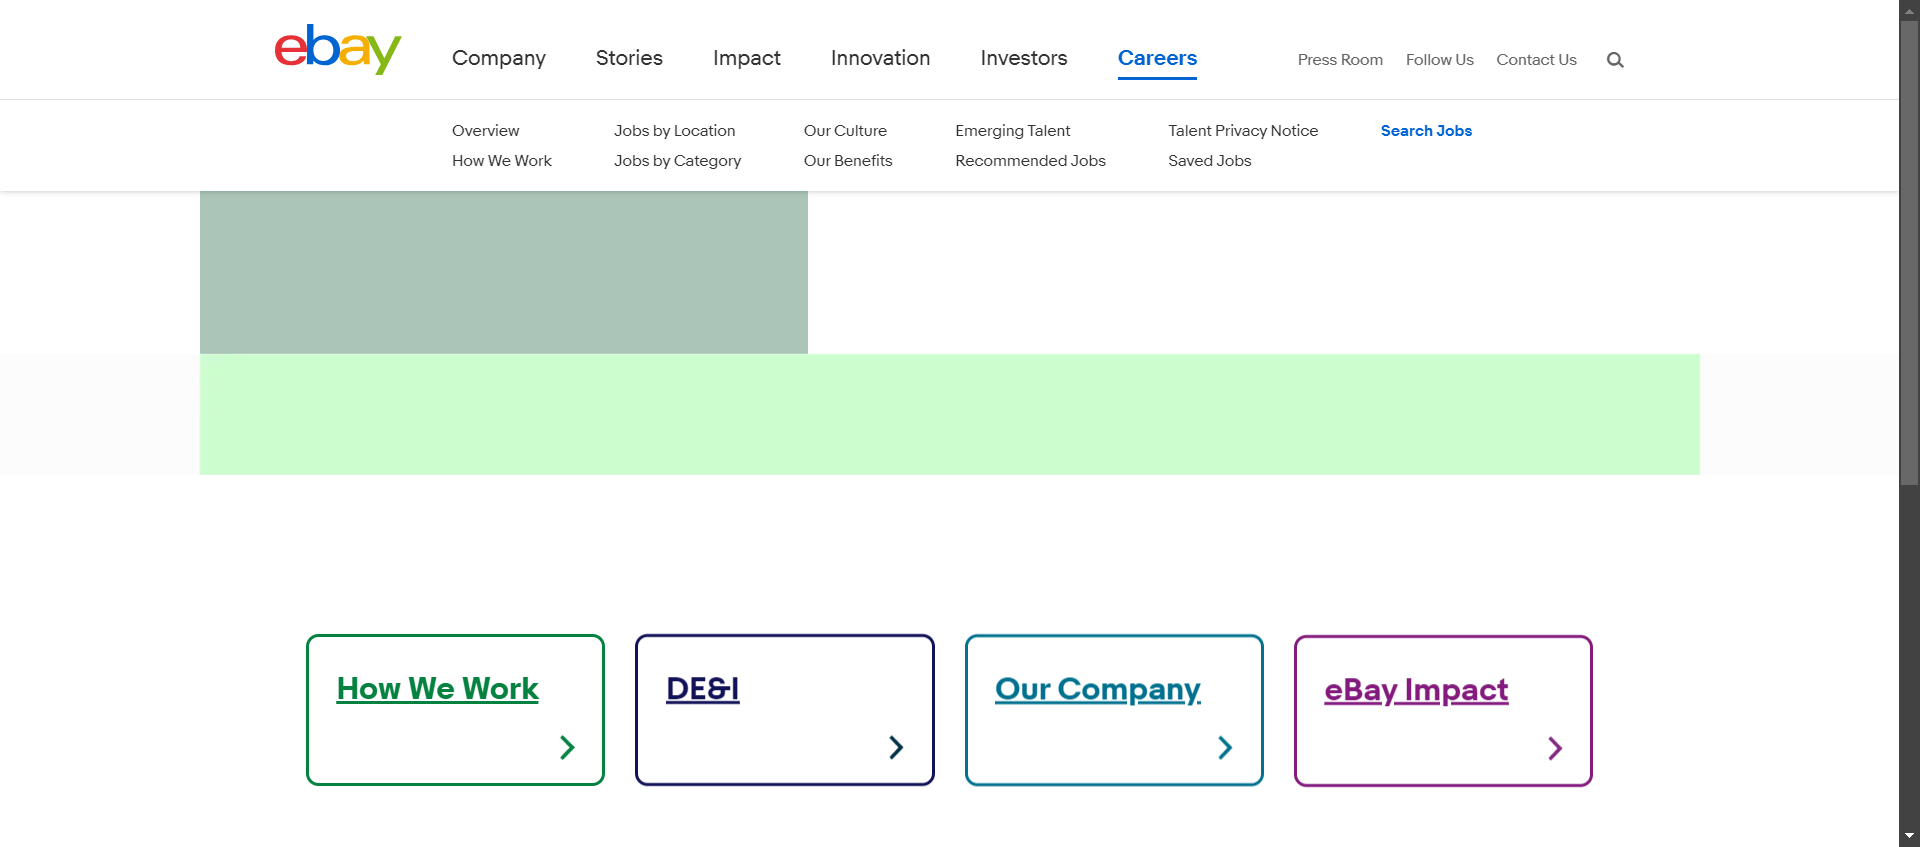 ebay Company Stories Impact Innovation Investors Careers Press Room Follow Us Contact Us
Overview Jobs by Location Our Culture Emerging Talent Talent Privacy Notice Search Jobs
How We Work Jobs by Category Our Benefits Recommended Jobs Saved Jobs
How We Work DE&I Our Company eBay Impact